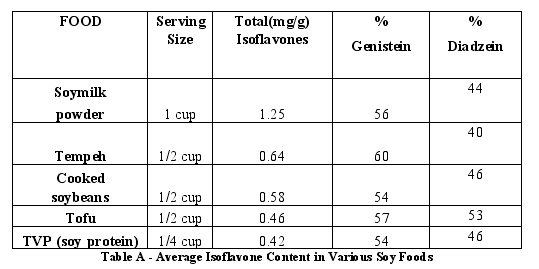 FOOD Serving Size Total(mg/g) Isoflavones % Genistein % Diadzein
Soymilk powder 1 cup 1.25 56 44
Tempeh 1/2 cup 0.64 60 40
Cooked soybeans 1/2 cup 0.58 54 46
Tofu 1/2 cup 0.46 57 53
TVP (soy protein) 1/4 cup 0.42 54 46
Table A - Average Isoflavone Content in Various Soy Foods